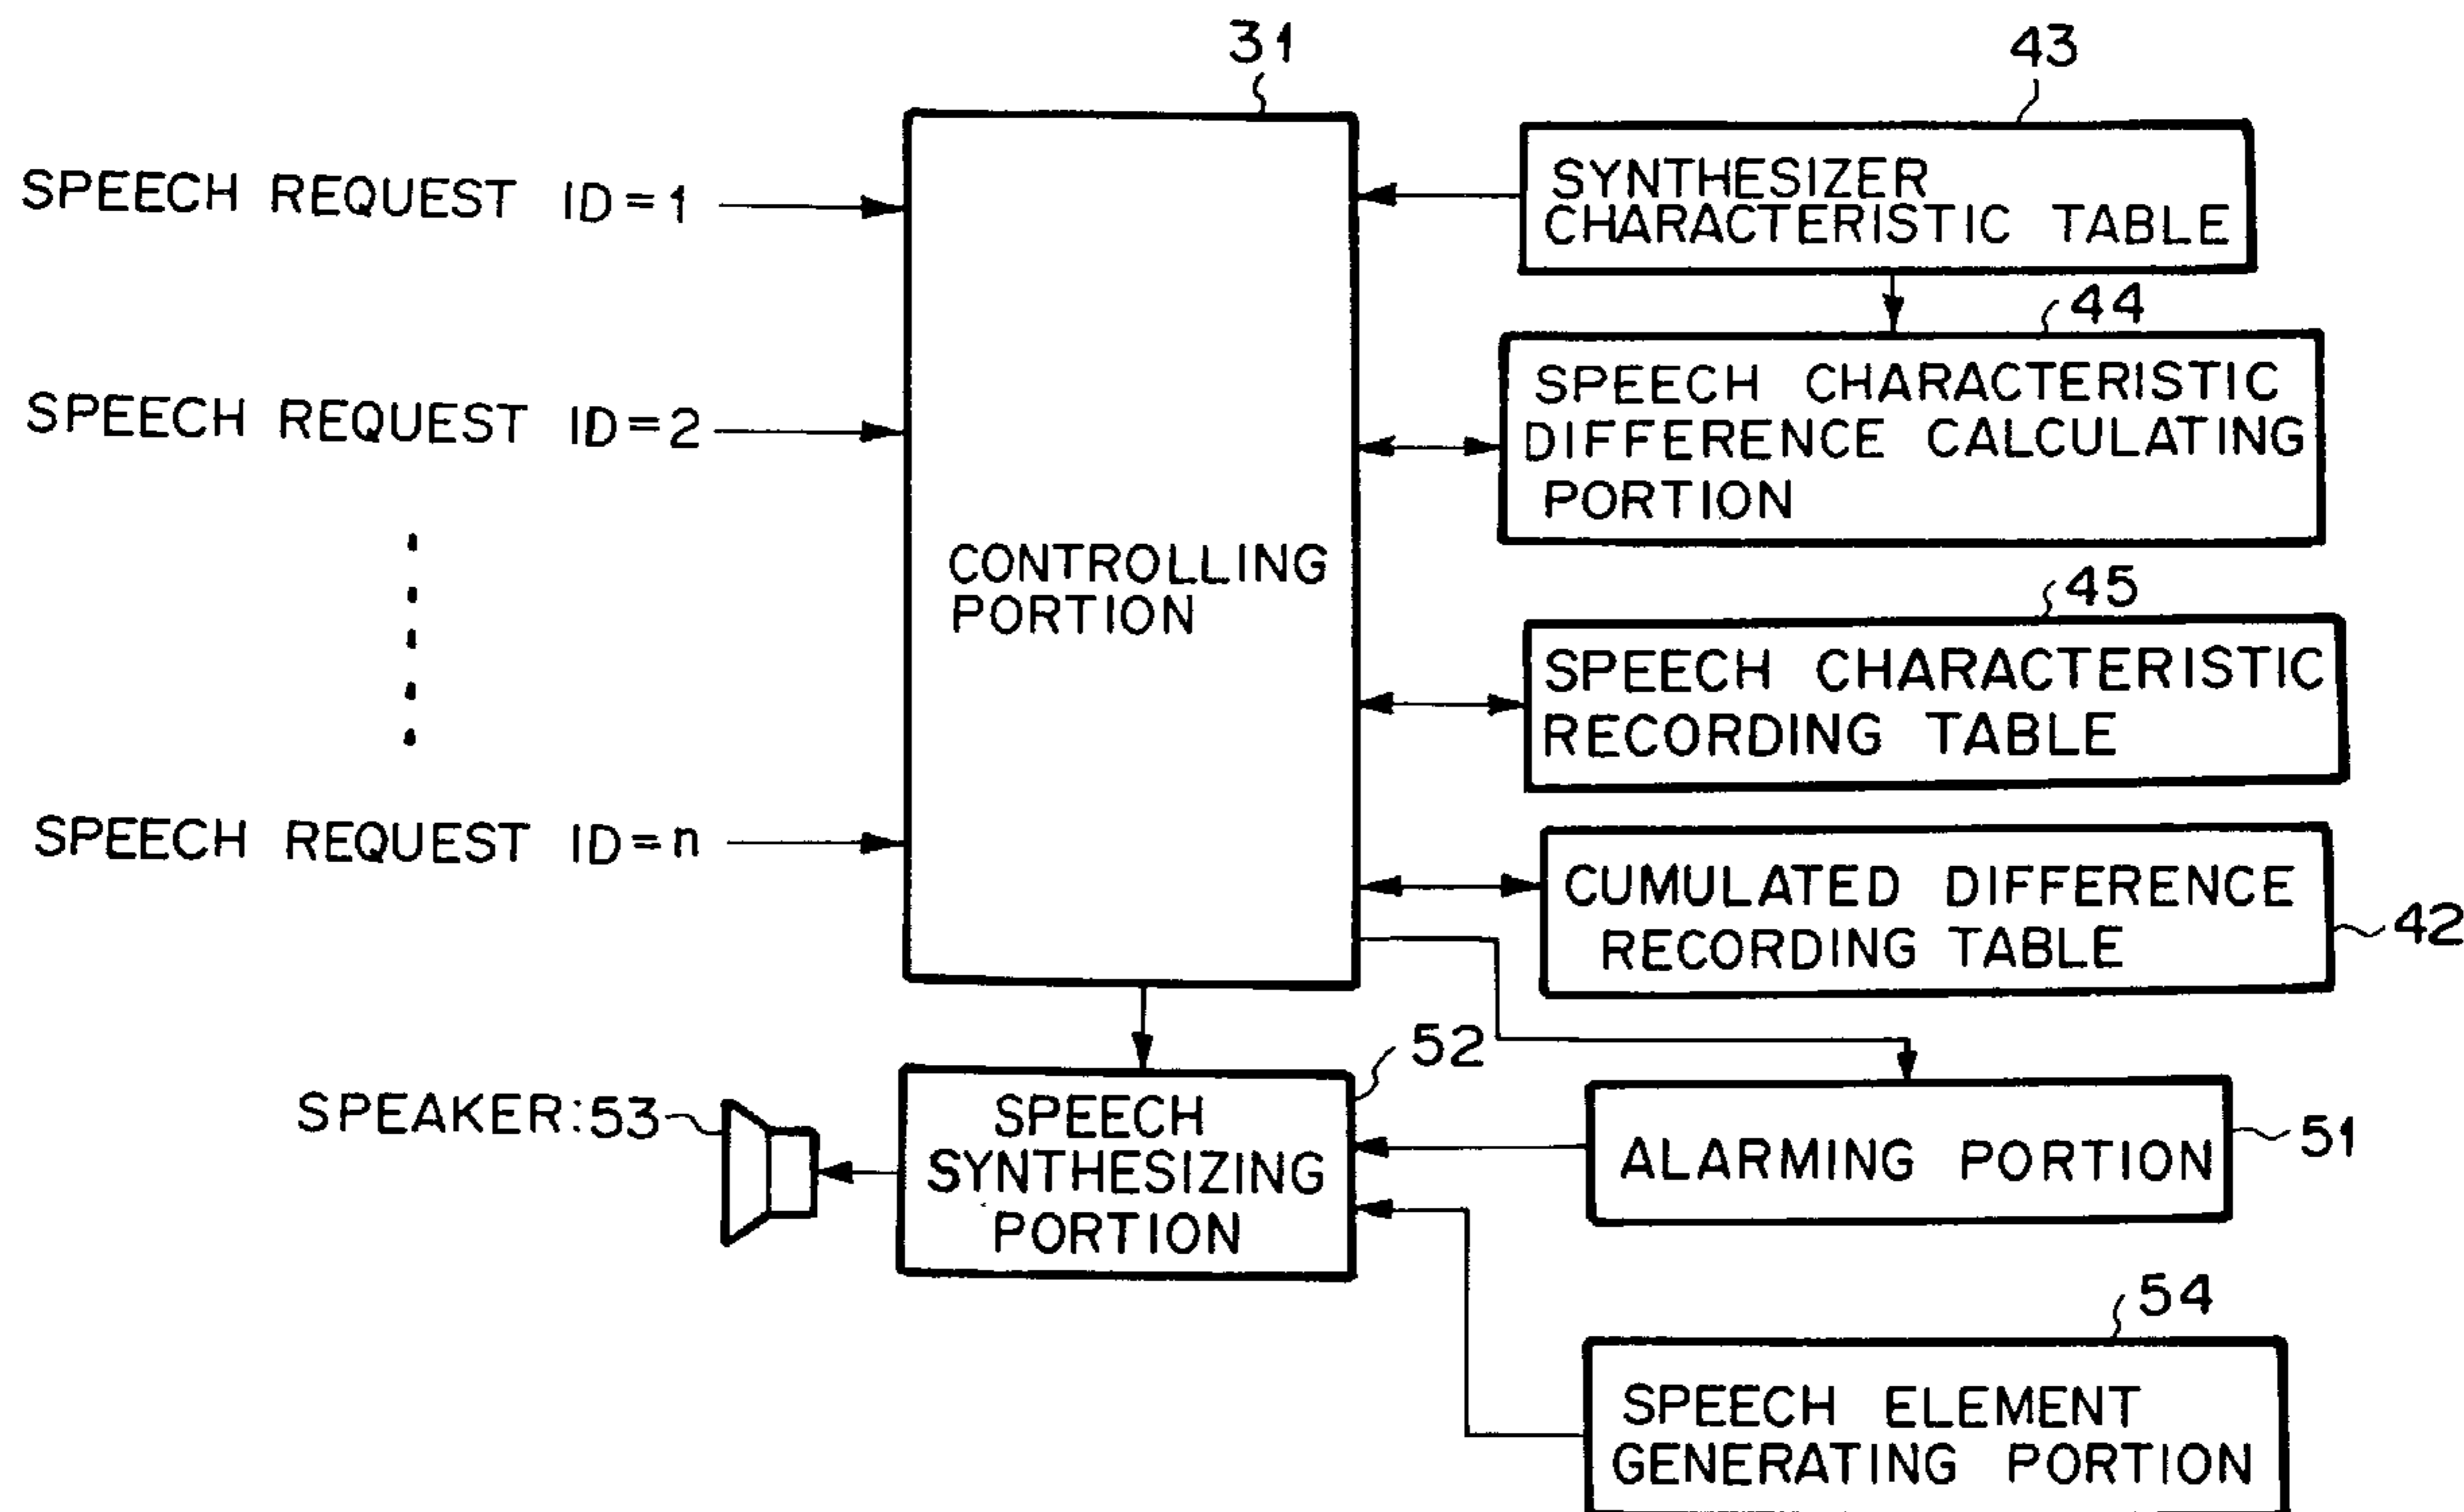 31
43
SPEECH REQUEST ID=1
SYNTHESIZER
CHARACTERISTIC TABLE
44
SPEECH REQUEST ID=2
SPEECH CHARACTERISTIC
DIFFERENCE CALCULATING
PORTION
CONTROLLING
PORTION
45
SPEECH CHARACTERISTIC
RECORDING TABLE
SPEECH REQUEST ID=n
CUMULATED DIFFERENCE
RECORDING TABLE
42
52
SPEAKER:53
SPEECH
SYNTHESIZING
PORTION
ALARMING PORTION
51
54
SPEECH ELEMENT
GENERATING PORTION